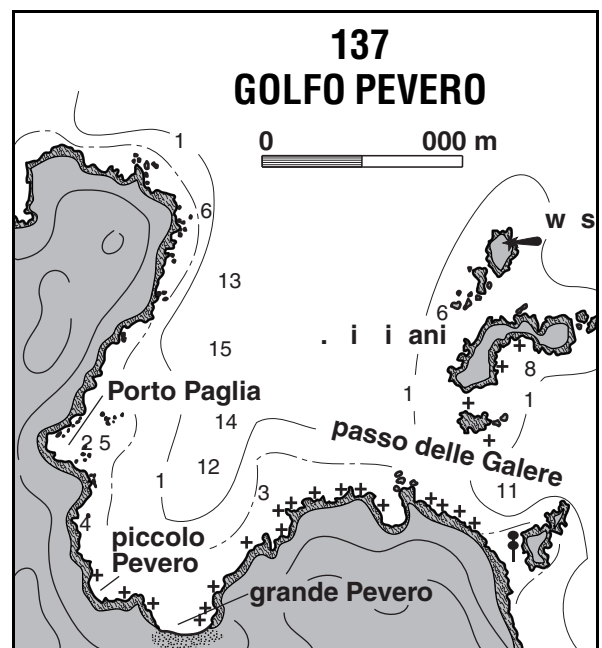 137
GOLFO PEVERO
0 000 m
1
6
w s
13
6
. i i ani
15
8
Porto Paglia
1
1
14
passo delle Galere
2 5
12
1
3
11
4
piccolo
Pevero
grande Pevero